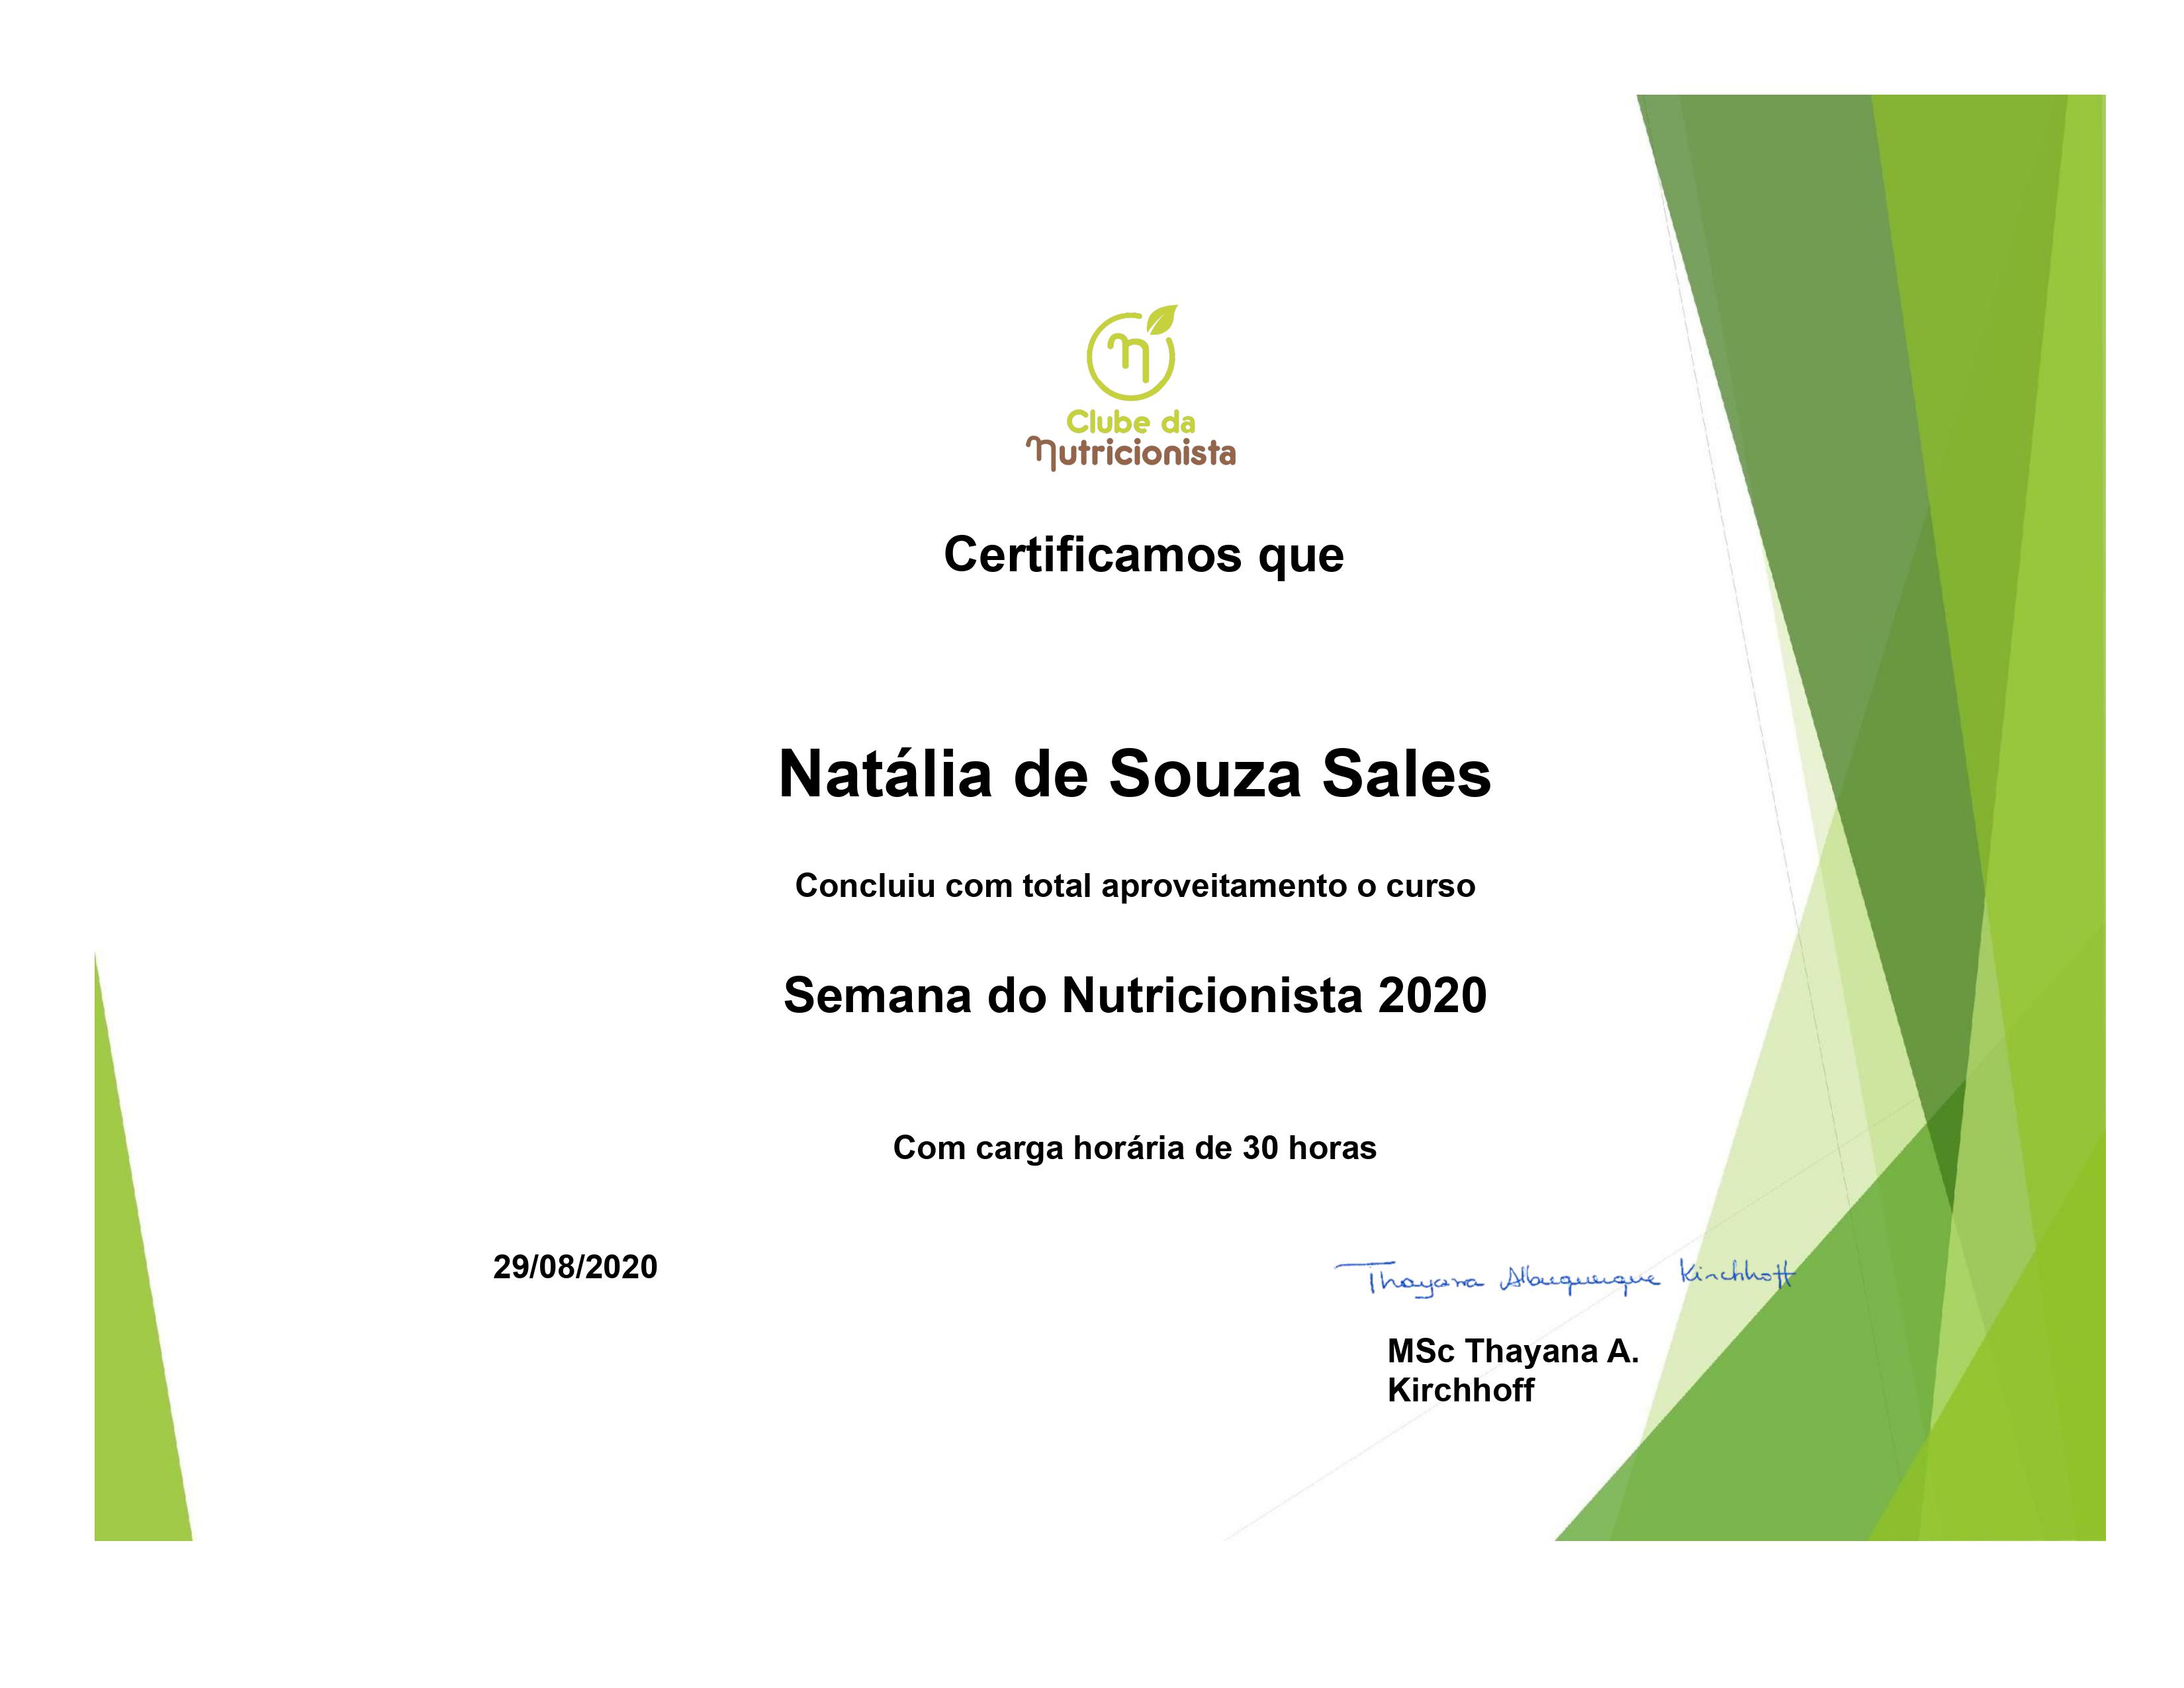 Clube da
Nutricionista
Certificamos que
Natália de Souza Sales
Concluiu com total aproveitamento o curso
Semana do Nutricionista 2020
Com carga horária de 30 horas
29/08/2020
Thayana Albuquerque Kirchhoff
MSc Thayana A.
Kirchhoff